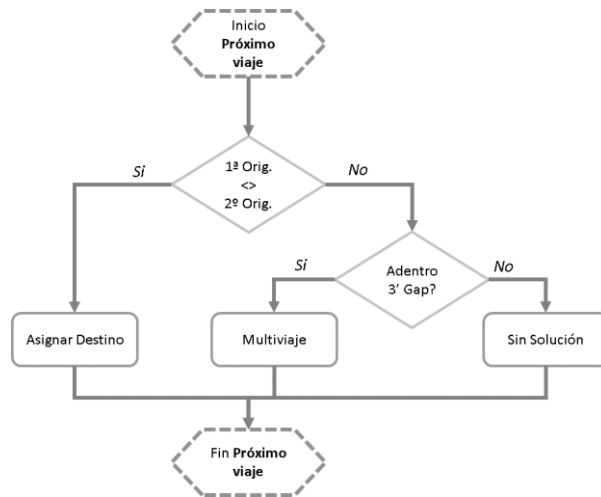 Inicio
Próximo
viaje
Si
1ª Orig.
<>
2º Orig.
No
Si
Adentro
3’ Gap?
No
Asignar Destino
Multiviaje
Sin Solución
Fin Próximo
viaje